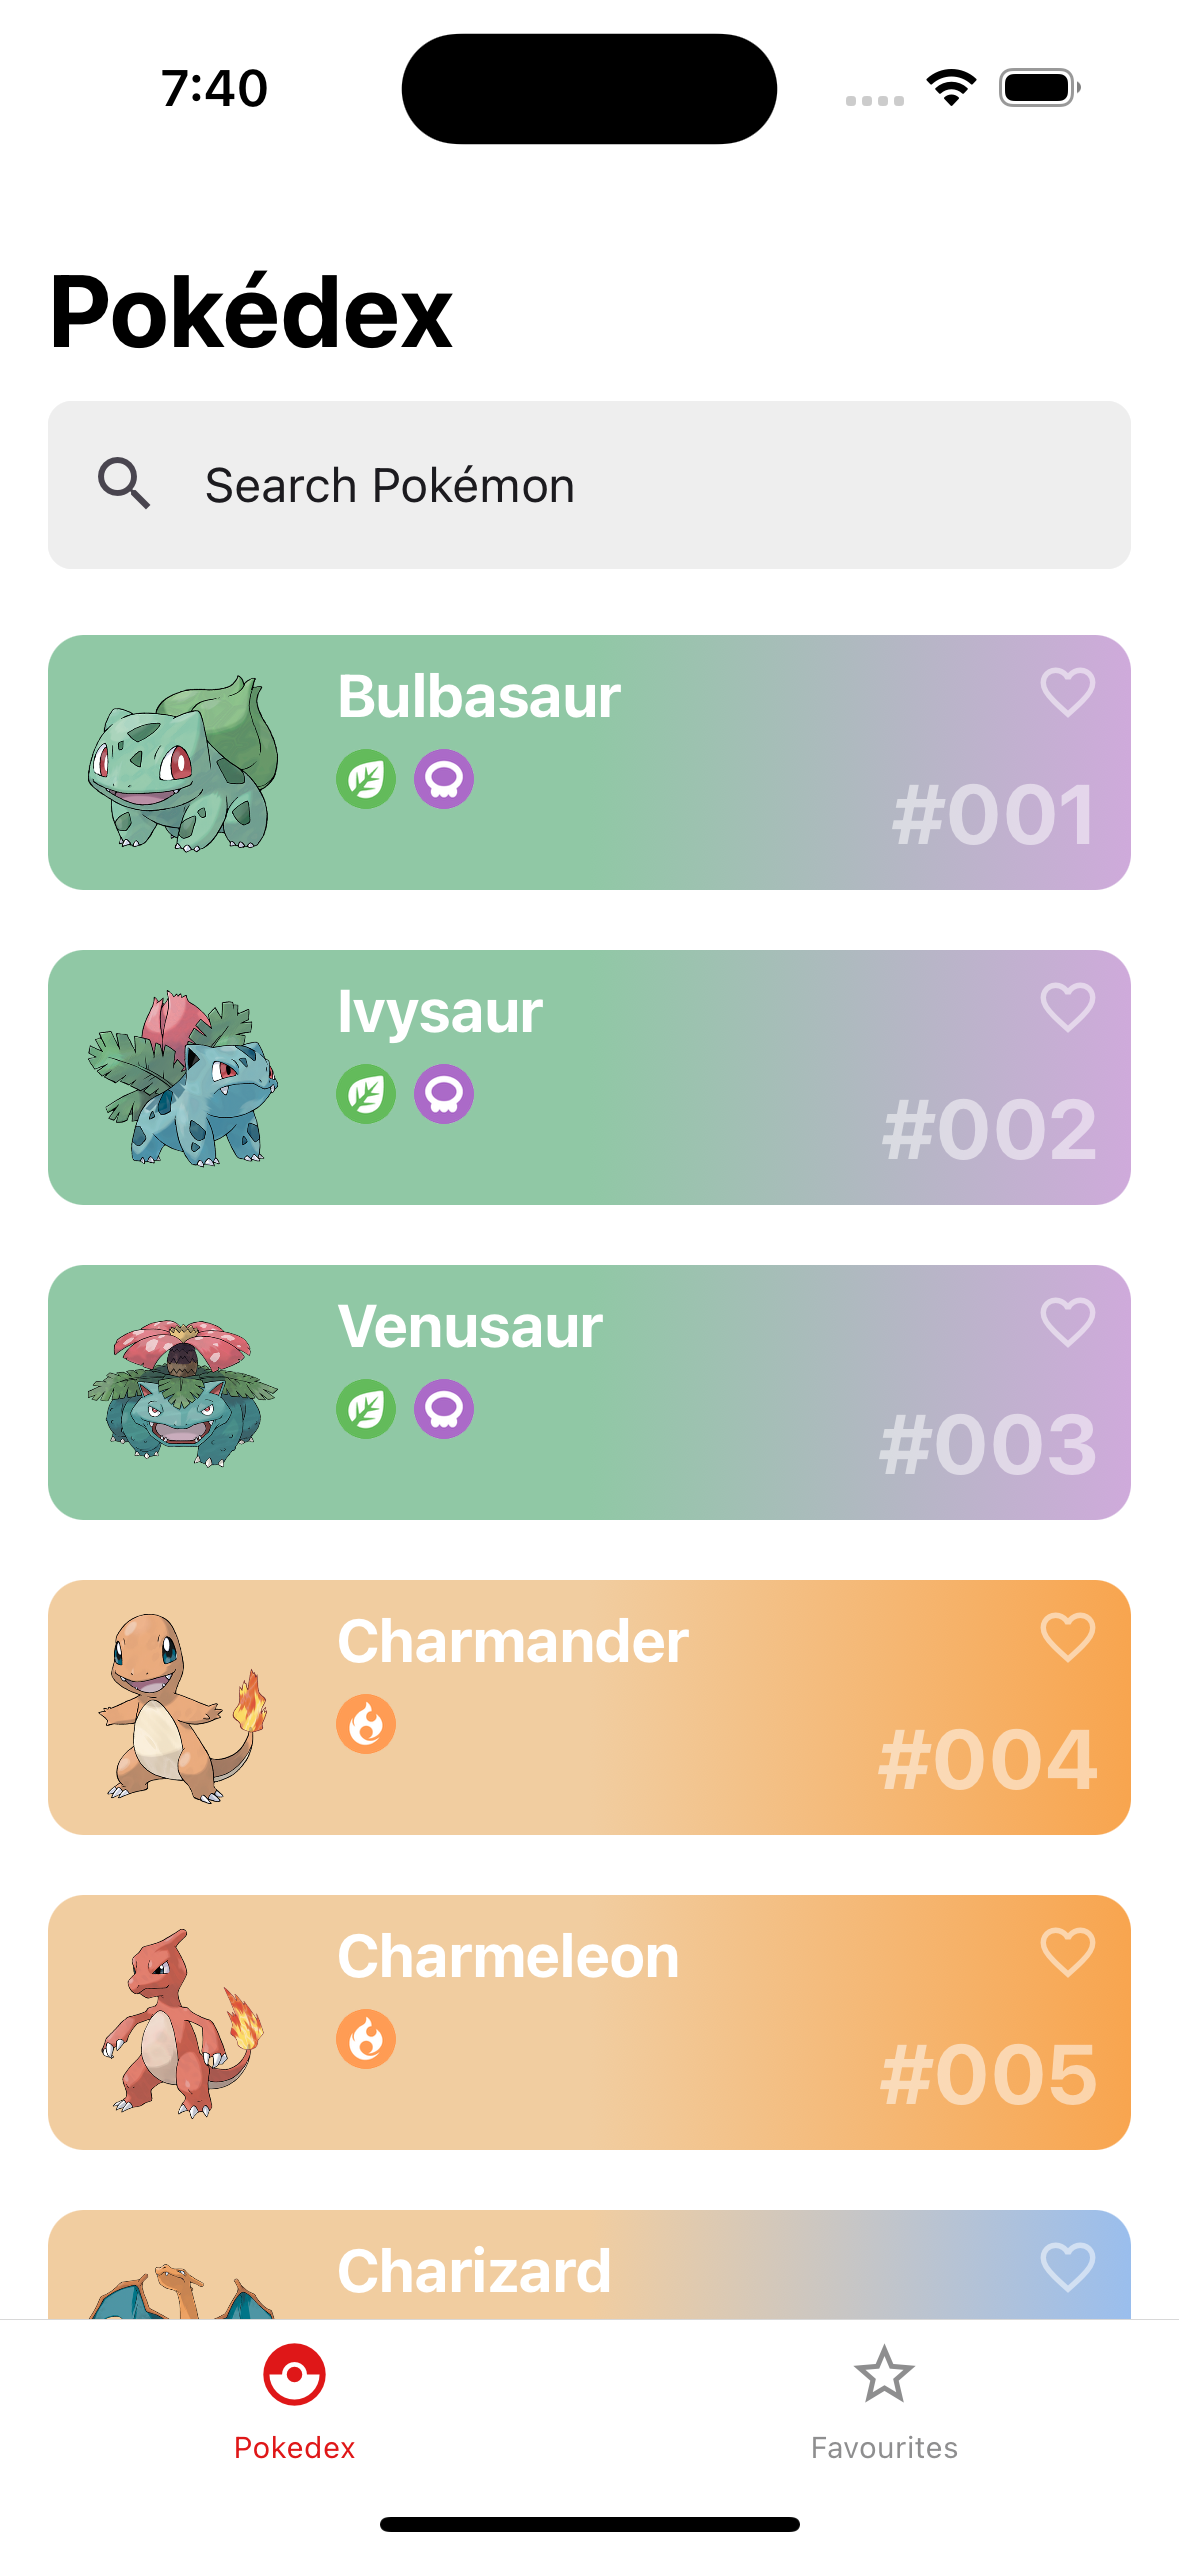 7:40
Pokédex
Search Pokémon
Bulbasaur
#001
Ivysaur
#002
Venusaur
#003
Charmander
#004
Charmeleon
#005
Charizard
Pokedex
Favourites